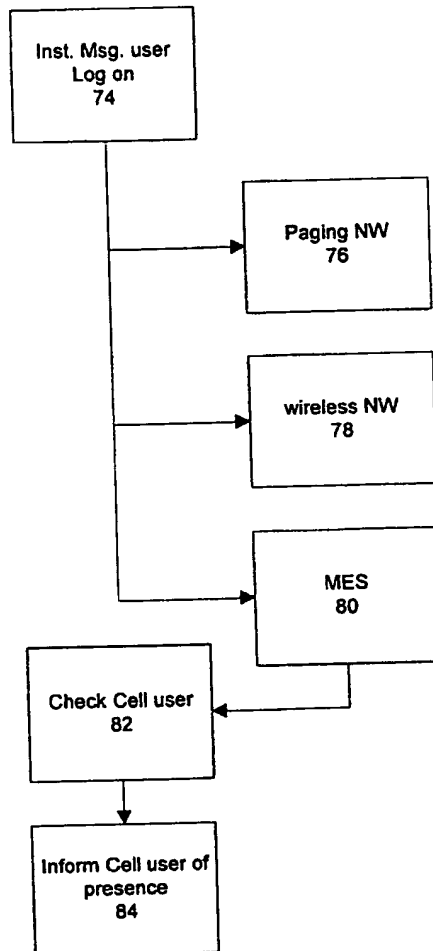 Inst. Msg. user
Log on
74
Paging NW
76
wireless NW
78
MES
80
Check Cell user
82
Inform Cell user of
presence
84